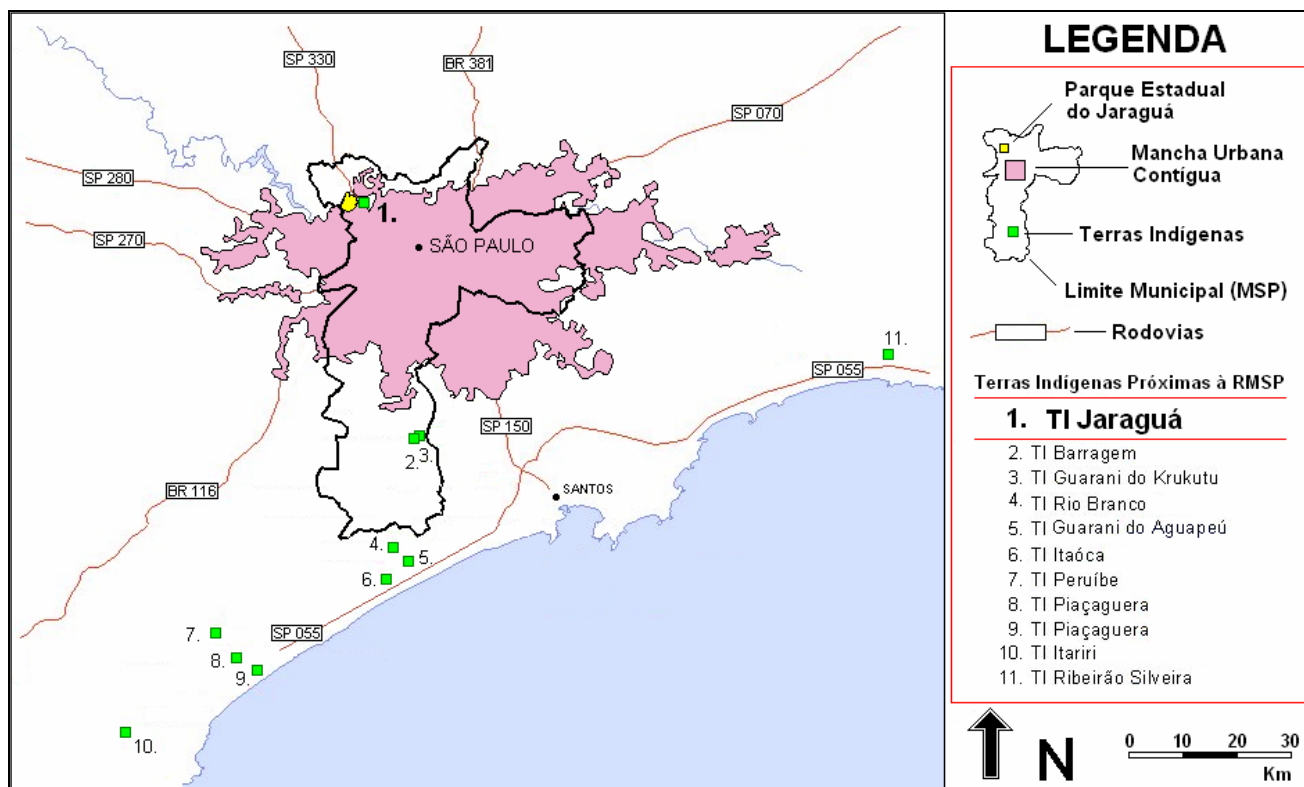 SP 330
BR 381
SP 070
SP 280
1.
SP 270
SÃO PAULO
11.
SP 055
2.
3.
SP 150
BR 116
SANTOS
4.
5.
6.
7.
SP 055
8.
9.
10.
LEGENDA
Parque Estadual
do Jaraguá
Mancha Urbana
Contígua
Terras Indígenas
Limite Municipal (MSP)
Rodovias
Terras Indígenas Próximas à RMSP
1. TI Jaraguá
2. TI Barragem
3. TI Guarani do Krukutu
4. TI Rio Branco
5. TI Guarani do Aguapeú
6. TI Itaóca
7. TI Peruíbe
8. TI Piaçaguera
9. TI Piaçaguera
10. TI Itariri
11. TI Ribeirão Silveira
N
0 10 20 30
Km